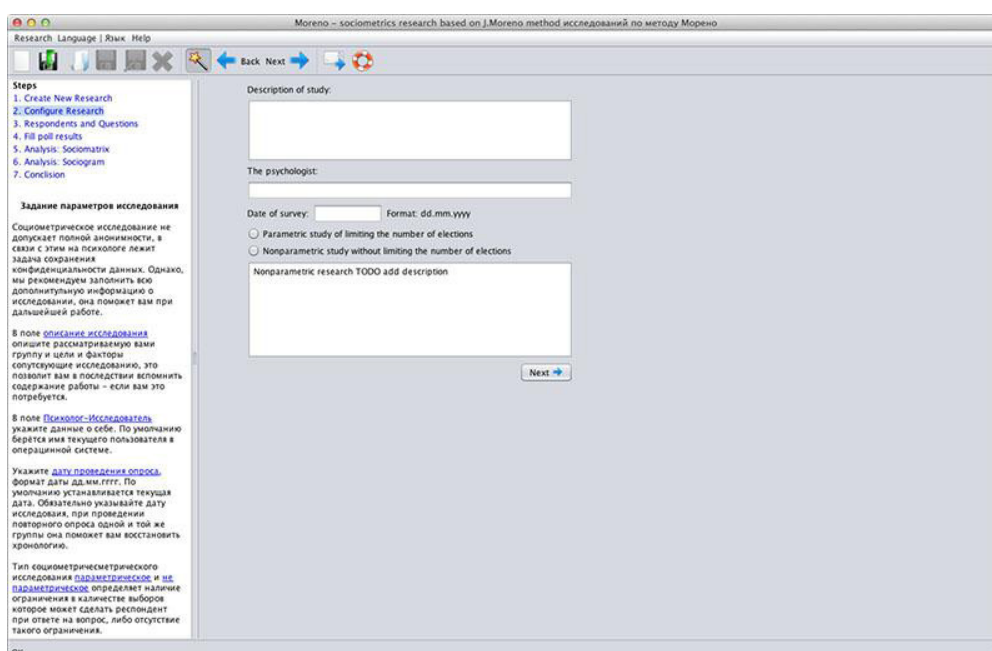 Moreno – sociometrics research based on J.Moreno method исследований по методу Морено
Research Language | Язык Help
Back Next
Steps
1. Create New Research
2. Configure Research
3. Respondents and Questions
4. Fill poll results
5. Analysis: Sociomatrix
6. Analysis: Sociogram
7. Conclision
Задание параметров исследования
Социометрическое исследование не
допускает полной анонимности, в
связи с этим на психологе лежит
задача сохранения
конфиденциальности данных. Однако,
мы рекомендуем заполнить всю
дополнитульную информацию о
исследовании, она поможет вам при
дальшейшей работе.
В поле описание исследования
опишите рассматриваемую вами
группу и цели и факторы
сопутсвующие исследованию, это
позволит вам в последствии вспомнить
содержание работы – если вам это
потребуется.
В поле Психолог-Исследователь
укажите данные о себе. По умолчанию
берётся имя текущего пользователя в
операцинной системе.
Укажите дату проведения опроса,
формат даты дд.мм.гггг. По
умолчанию устанавливается текущая
дата. Обязательно указывайте дату
исследоваия, при проведении
повторного опроса одной и той же
группы она поможет вам восстановить
хронологию.
Тип социометричесметрического
исследования параметрическое и не
параметрическое определяет наличие
ограничения в каличестве выборов
которое может сделать респондент
при ответе на вопрос, либо отсутствие
такого ограничения.
Description of study:
The psychologist:
Date of survey: Format: dd.mm.yyyy
Parametric study of limiting the number of elections
Nonparametric study without limiting the number of elections
Nonparametric research TODO add description
Next